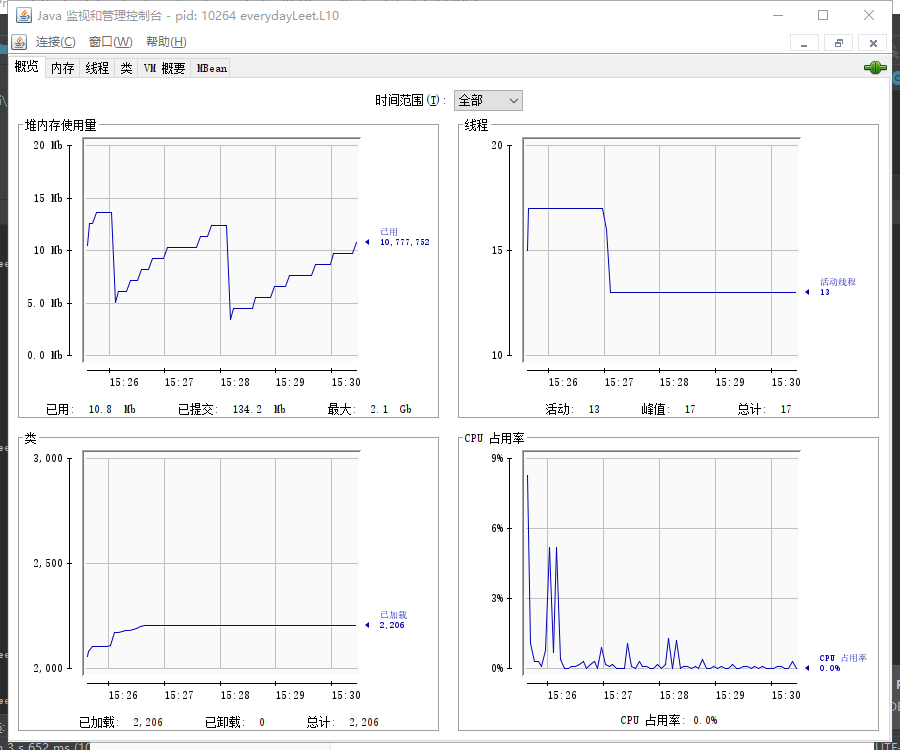 Java 监视和管理控制台 - pid: 10264 everydayLeet.L10
连接(C) 窗口(W) 帮助(H)
概览 内存 线程 类 VM 概要 MBean
时间范围(T): 全部
堆内存使用量
20 Mb
15 Mb
10 Mb
5.0 Mb
0.0 Mb
已用
10,777,752
15:26 15:27 15:28 15:29 15:30
已用: 10.8 Mb 已提交: 134.2 Mb 最大: 2.1 Gb
线程
20
15
10
活动线程
13
15:26 15:27 15:28 15:29 15:30
活动: 13 峰值: 17 总计: 17
类
3,000
2,500
2,000
已加载
2,206
15:26 15:27 15:28 15:29 15:30
已加载: 2,206 已卸载: 0 总计: 2,206
CPU 占用率
9%
6%
3%
0%
CPU 占用率
0.0%
15:26 15:27 15:28 15:29 15:30
CPU 占用率: 0.0%